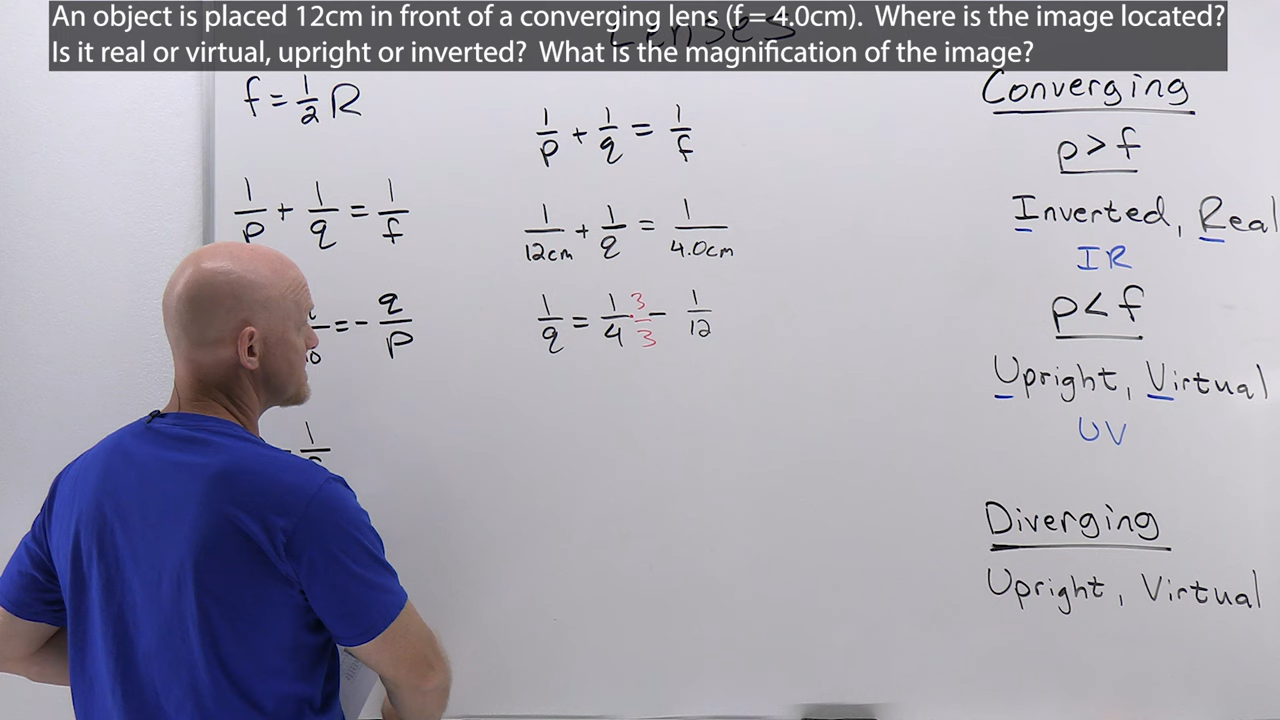 An object is placed 12cm in front of a converging lens (f = 4.0cm). Where is the image located?
Is it real or virtual, upright or inverted? What is the magnification of the image?
Lenses
f = 1/2 R
1/p + 1/q = 1/f
= - q/p
1/p + 1/q = 1/f
1/12cm + 1/q = 1/4.0cm
1/q = 1/4 · 3/3 - 1/12
Converging
p > f
Inverted, Real
IR
p < f
Upright, Virtual
UV
Diverging
Upright, Virtual